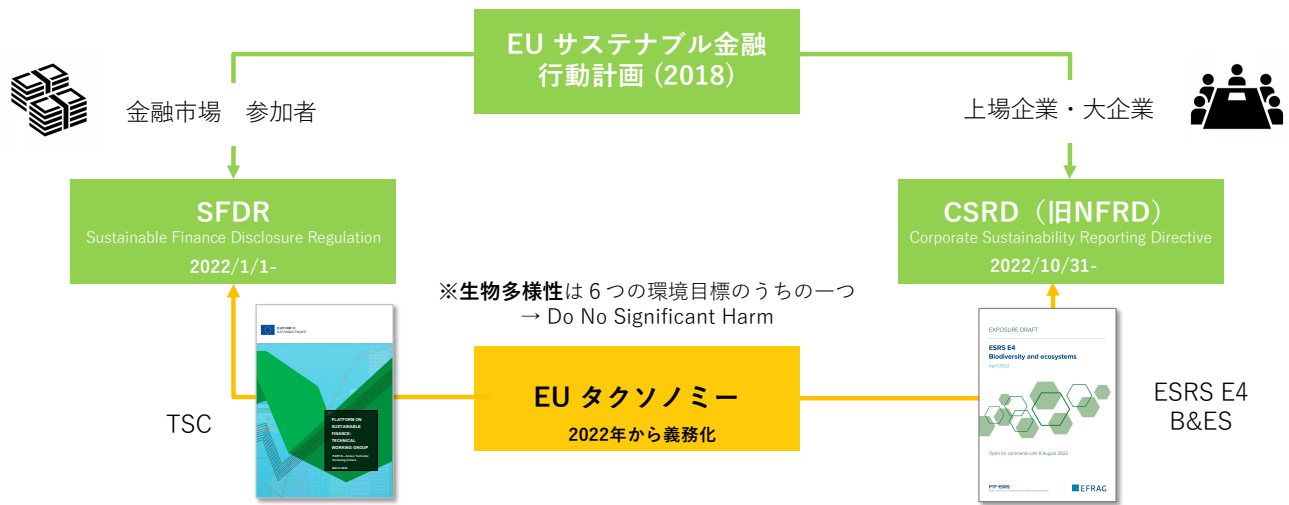 EU サステナブル金融
行動計画 (2018)
金融市場　参加者
上場企業・大企業
SFDR
Sustainable Finance Disclosure Regulation
2022/1/1-
CSRD（旧NFRD）
Corporate Sustainability Reporting Directive
2022/10/31-
※生物多様性は６つの環境目標のうちの一つ
→ Do No Significant Harm
PLATFORM ON
SUSTAINABLE FINANCE
PLATFORM ON
SUSTAINABLE
FINANCE:
TECHNICAL
WORKING GROUP
TSC
EU タクソノミー
2022年から義務化
EXPOSURE DRAFT
ESRS E4
Biodiversity and ecosystems
April 2022
Open for comments until 8 August 2022
PTF-ESRS
EFRAG
ESRS E4
B&ES